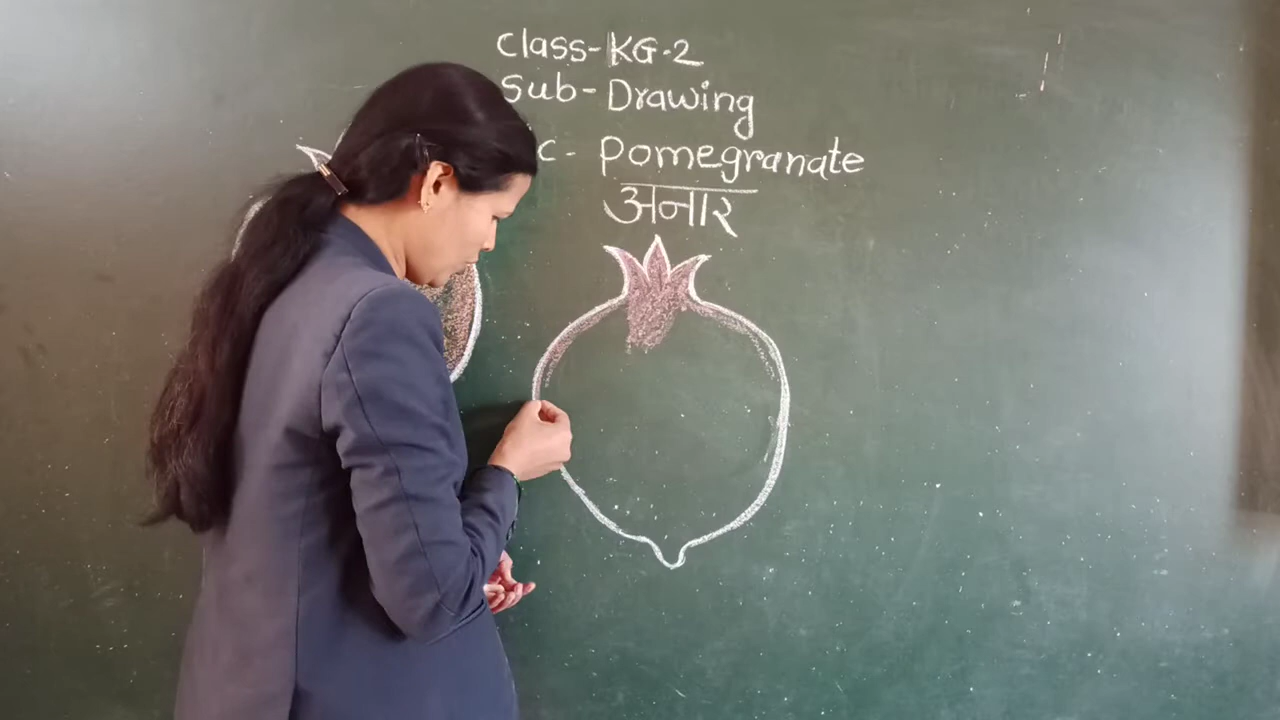 Class-KG-2
Sub-Drawing
c- Pomegranate
अनार